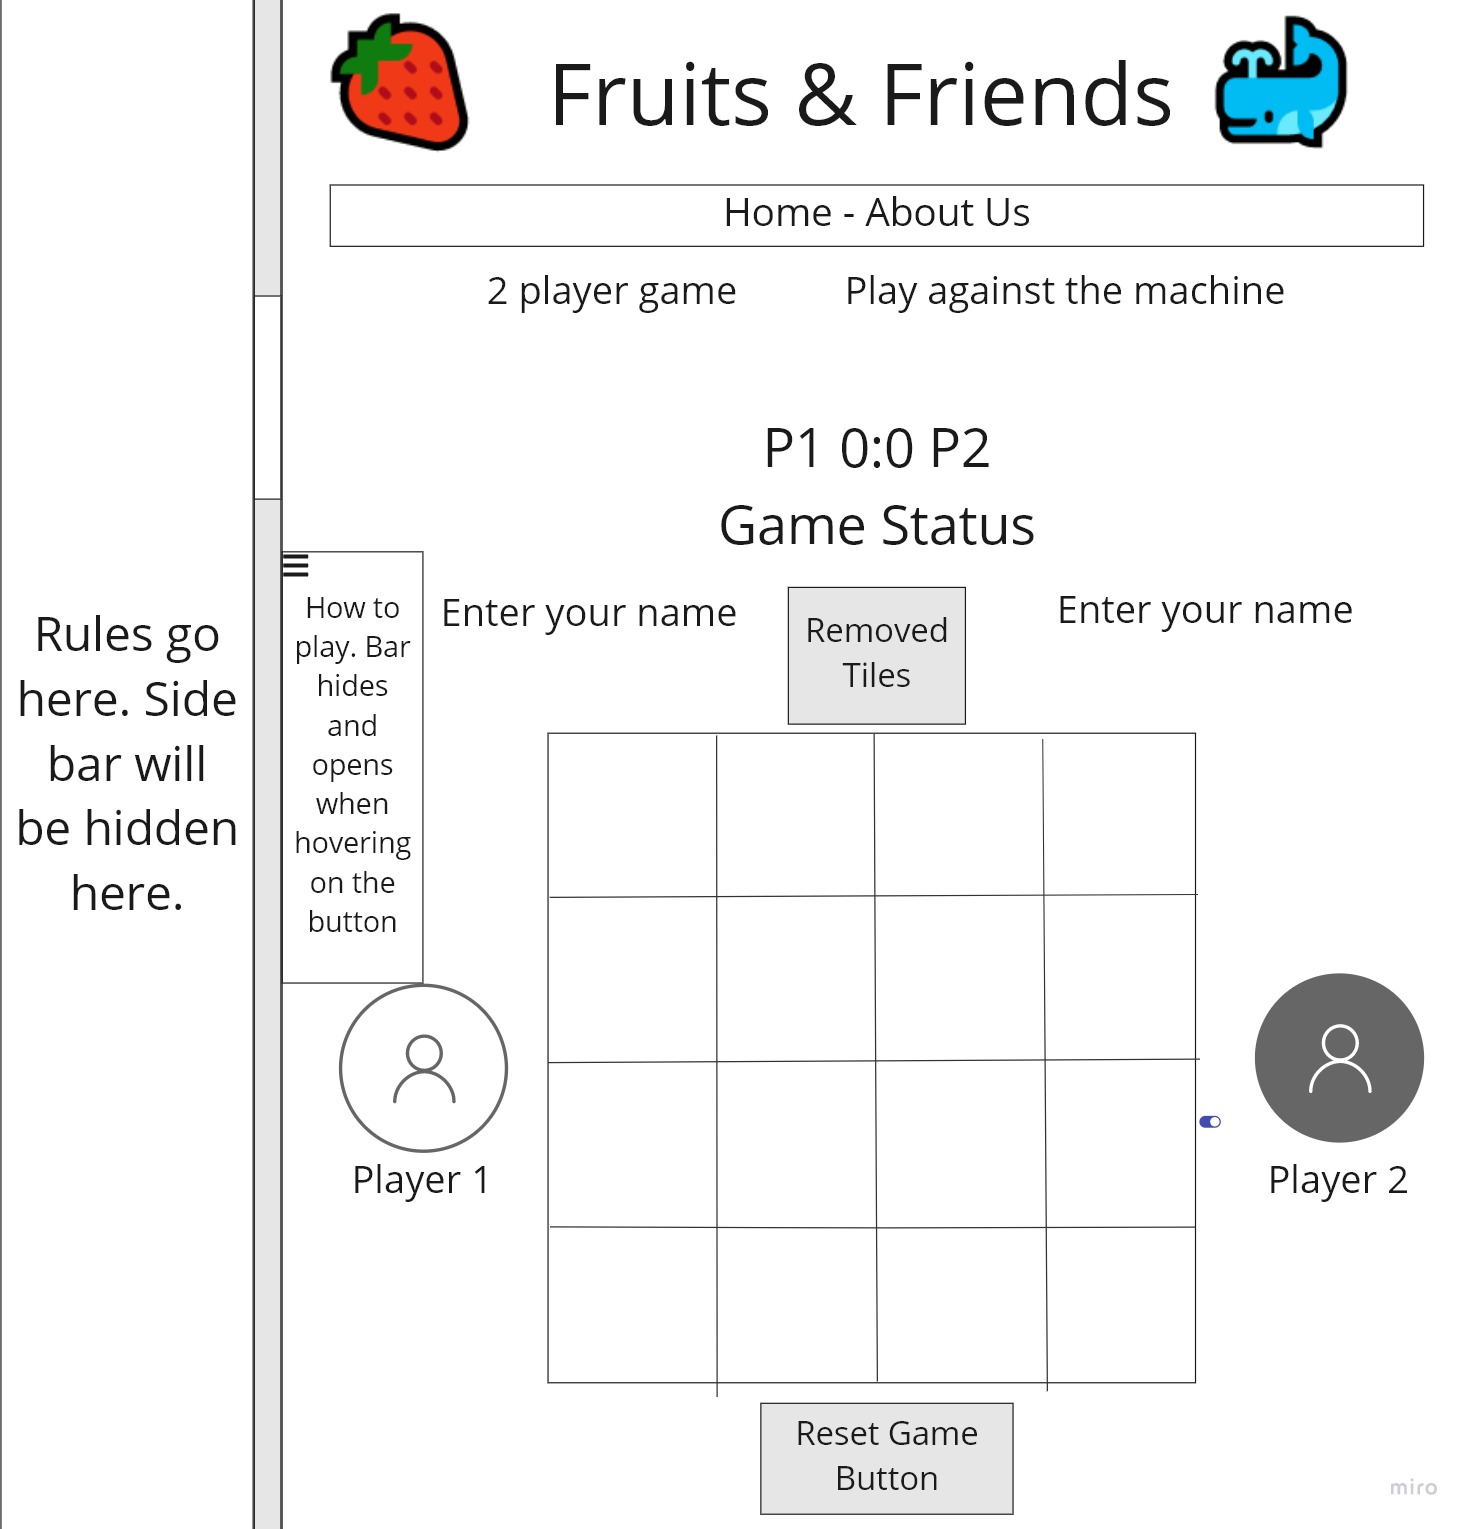 Fruits & Friends
Home - About Us
2 player game
Play against the machine
P1 0:0 P2
Game Status
Rules go
here. Side
bar will
be hidden
here.
How to
play. Bar
hides
and
opens
when
hovering
on the
button
Enter your name
Removed
Tiles
Enter your name
Player 1
Player 2
Reset Game
Button
miro